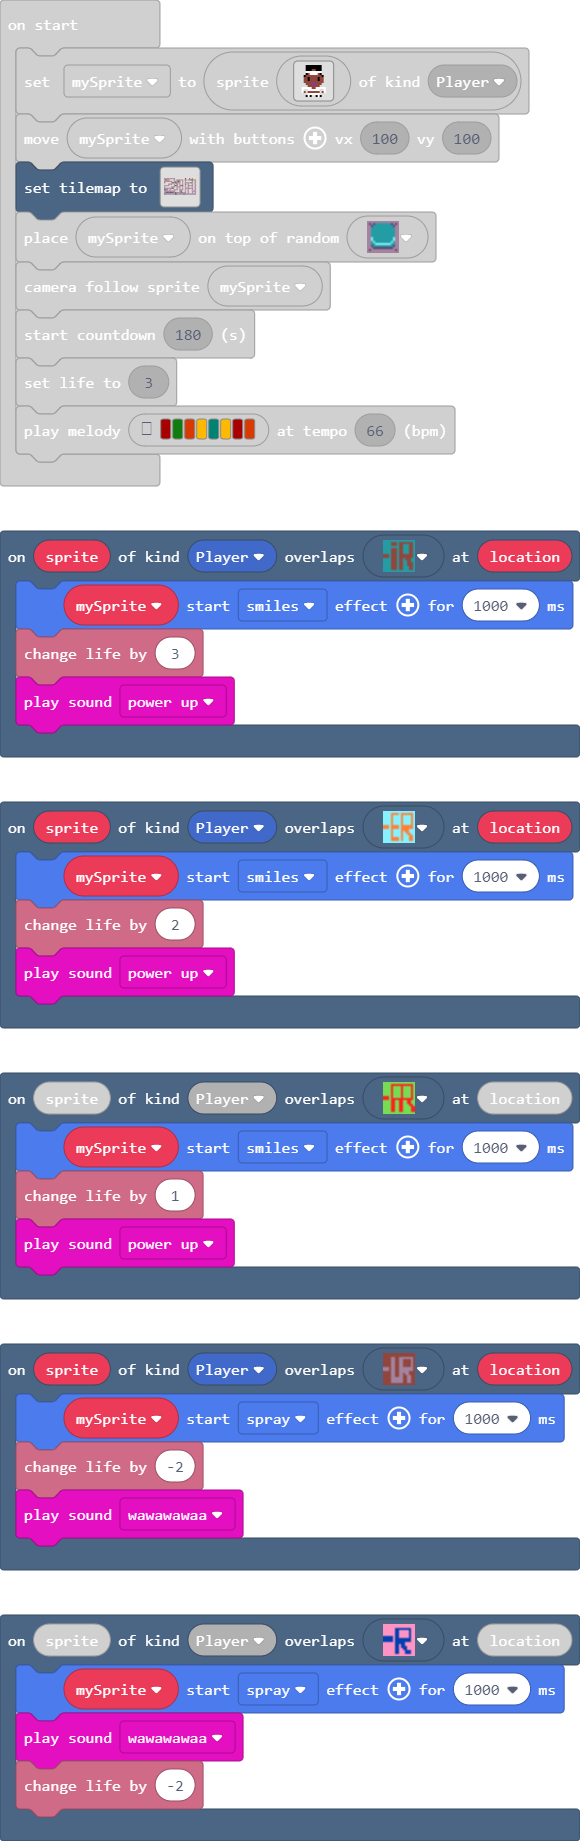 on start
set mySprite to sprite of kind Player
move mySprite with buttons vx 100 vy 100
set tilemap to
place mySprite on top of random
camera follow sprite mySprite
start countdown 180 (s)
set life to 3
play melody at tempo 66 (bpm)
on sprite of kind Player overlaps iR at location
mySprite start smiles effect for 1000 ms
change life by 3
play sound power up
on sprite of kind Player overlaps ER at location
mySprite start smiles effect for 1000 ms
change life by 2
play sound power up
on sprite of kind Player overlaps at location
mySprite start smiles effect for 1000 ms
change life by 1
play sound power up
on sprite of kind Player overlaps UR at location
mySprite start spray effect for 1000 ms
change life by -2
play sound wawawawaa
on sprite of kind Player overlaps -R at location
mySprite start spray effect for 1000 ms
play sound wawawawaa
change life by -2